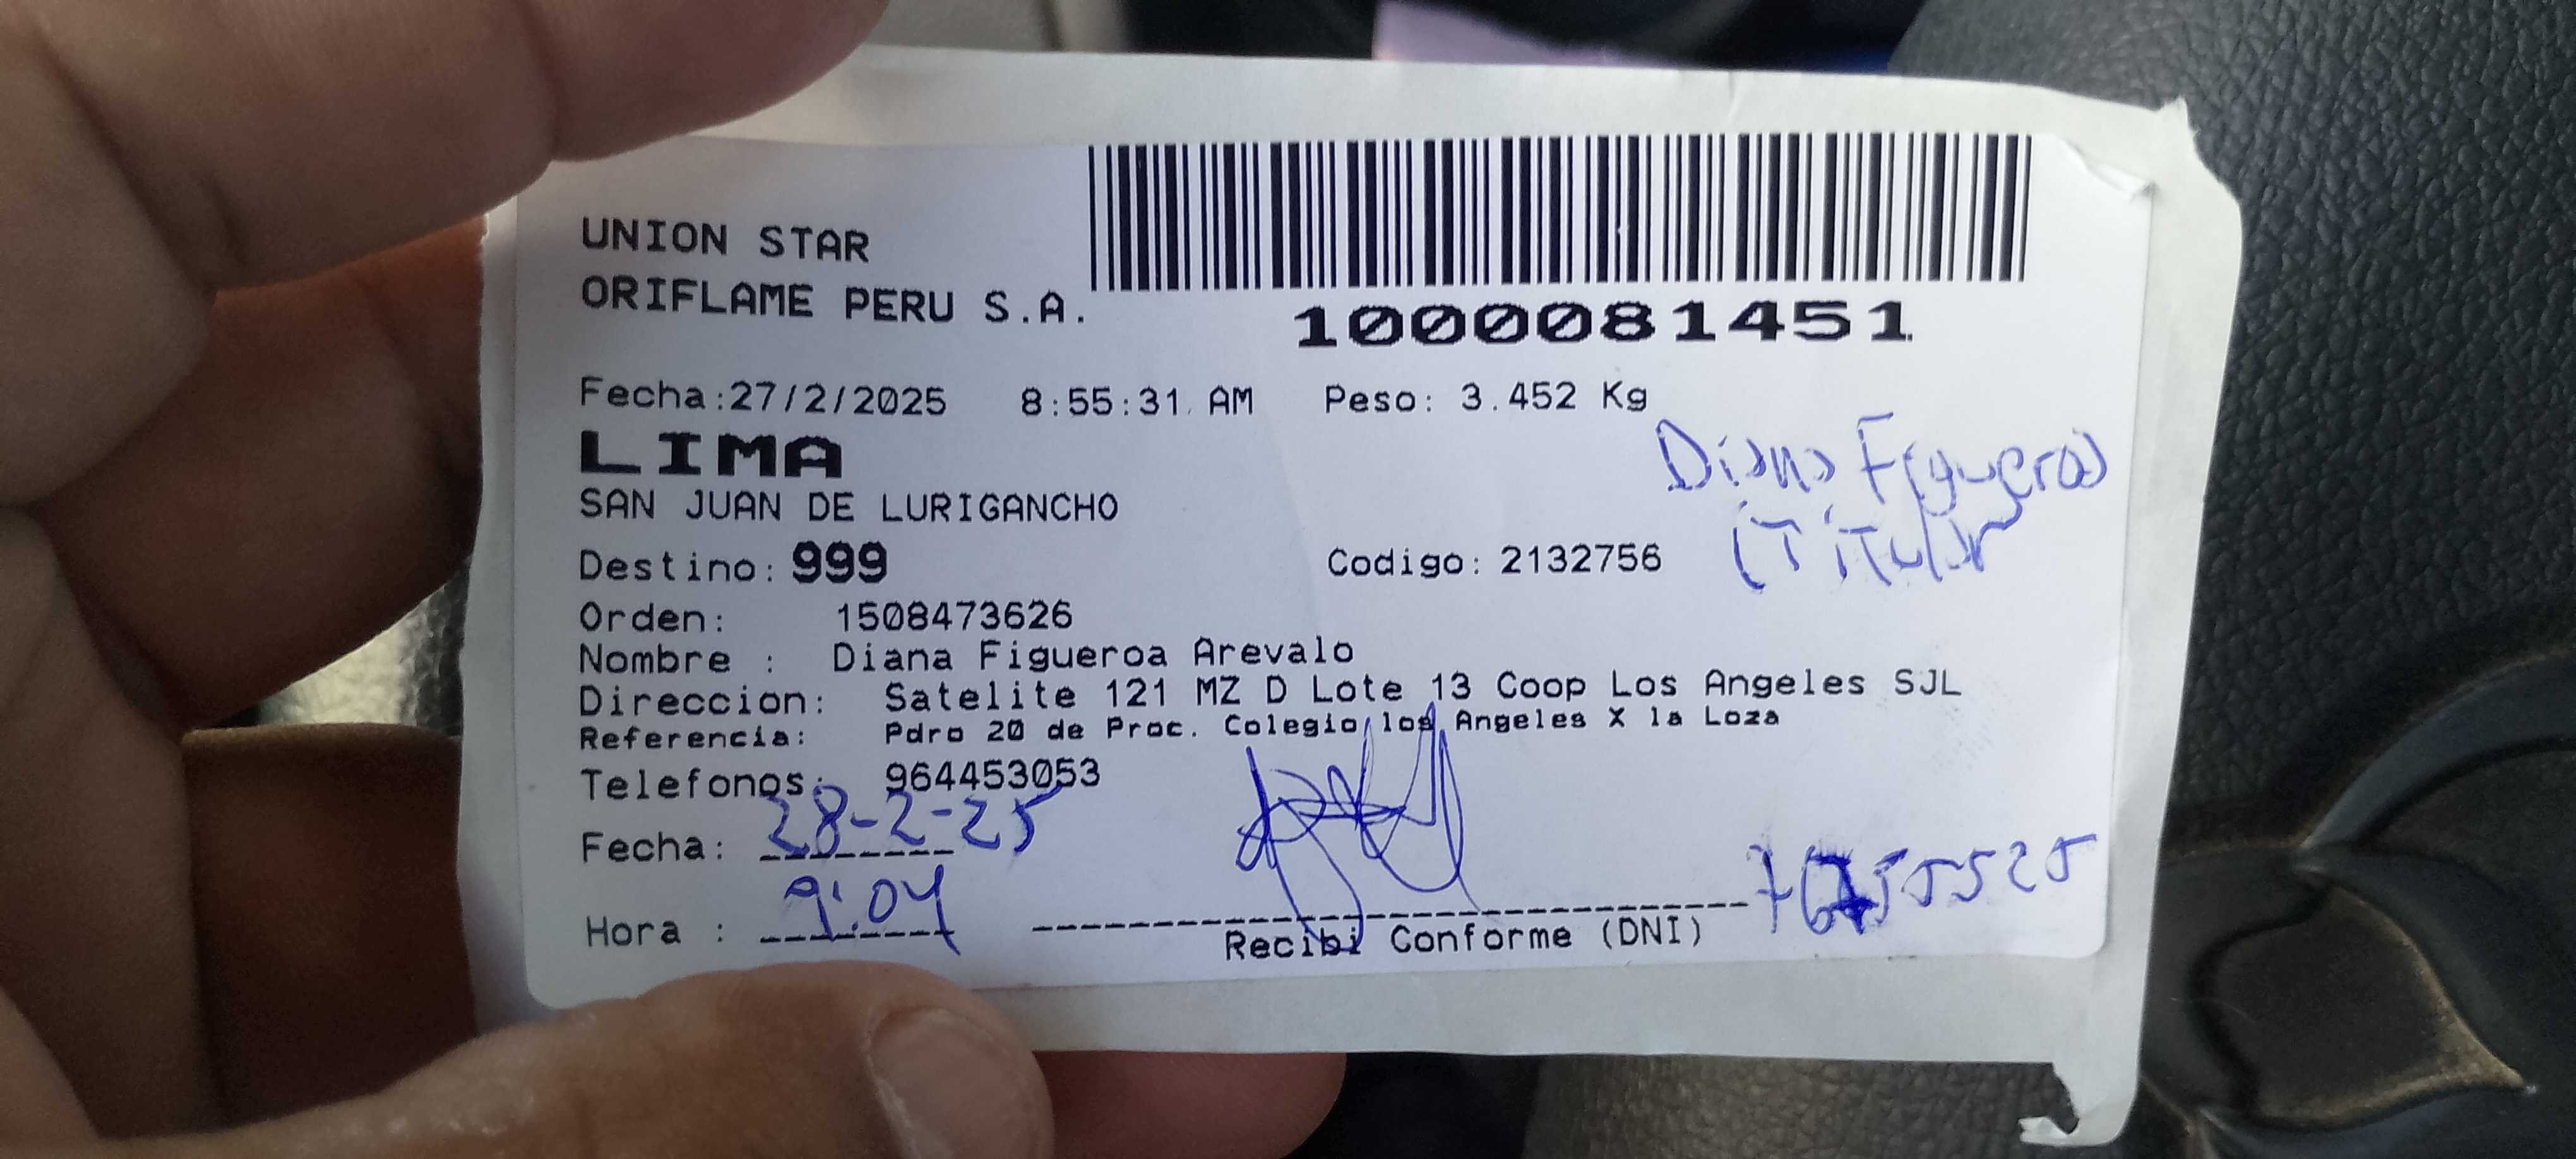 UNION STAR
ORIFLAME PERU S.A.
1000081451
Fecha:27/2/2025 8:55:31 AM Peso: 3.452 Kg
LIMA
SAN JUAN DE LURIGANCHO
Diana Figueroa
(Titular
Destino: 999 Codigo: 2132756
Orden: 1508473626
Nombre : Diana Figueroa Arevalo
Direccion: Satelite 121 MZ D Lote 13 Coop Los Angeles SJL
Referencia: Pdro 20 de Proc. Colegio los Angeles X la Loza
Telefonos: 964453053
Fecha: 28-2-25
Hora : 9:04
Recibi Conforme (DNI)